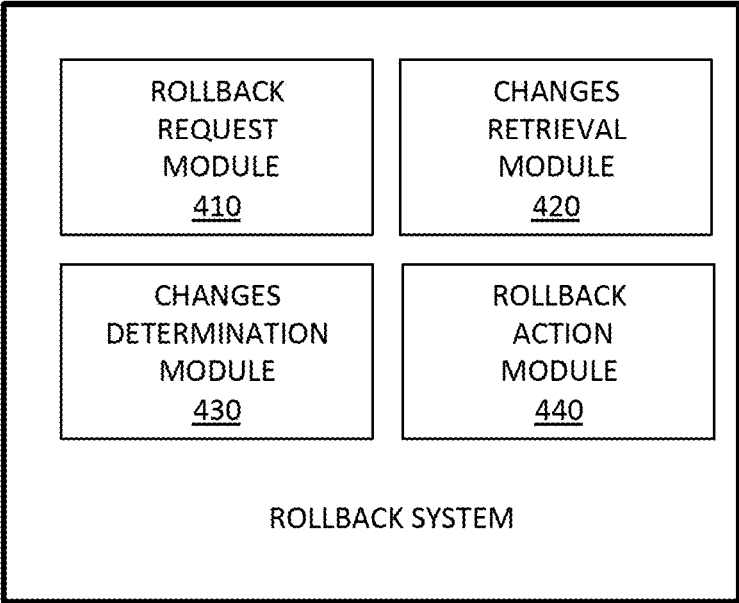 ROLLBACK
REQUEST
MODULE
410
CHANGES
RETRIEVAL
MODULE
420
CHANGES
DETERMINATION
MODULE
430
ROLLBACK
ACTION
MODULE
440
ROLLBACK SYSTEM